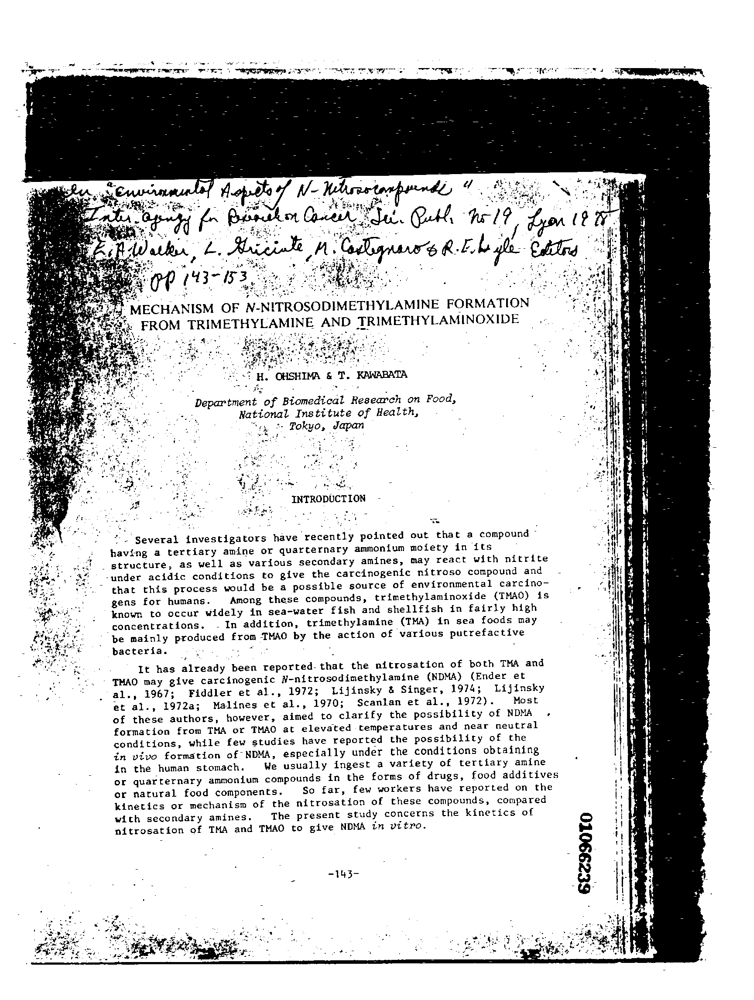 In "Environmental Aspects of N-Nitrosocompounds"
Inter. Agency for Research on Cancer Sci. Publ. No 19, Lyon 1978
E. A. Walker, L. Griciute, M. Castegnaro & R. E. Lyle Editors
pp 143-153
MECHANISM OF N-NITROSODIMETHYLAMINE FORMATION
FROM TRIMETHYLAMINE AND TRIMETHYLAMINOXIDE
H. OHSHIMA & T. KAWABATA
Department of Biomedical Research on Food,
National Institute of Health,
Tokyo, Japan
INTRODUCTION
Several investigators have recently pointed out that a compound
having a tertiary amine or quarternary ammonium moiety in its
structure, as well as various secondary amines, may react with nitrite
under acidic conditions to give the carcinogenic nitroso compound and
that this process would be a possible source of environmental carcino-
gens for humans. Among these compounds, trimethylaminoxide (TMAO) is
known to occur widely in sea-water fish and shellfish in fairly high
concentrations. In addition, trimethylamine (TMA) in sea foods may
be mainly produced from TMAO by the action of various putrefactive
bacteria.
It has already been reported that the nitrosation of both TMA and
TMAO may give carcinogenic N-nitrosodimethylamine (NDMA) (Ender et
al., 1967; Fiddler et al., 1972; Lijinsky & Singer, 1974; Lijinsky
et al., 1972a; Malines et al., 1970; Scanlan et al., 1972). Most
of these authors, however, aimed to clarify the possibility of NDMA
formation from TMA or TMAO at elevated temperatures and near neutral
conditions, while few studies have reported the possibility of the
in vivo formation of NDMA, especially under the conditions obtaining
in the human stomach. We usually ingest a variety of tertiary amine
or quarternary ammonium compounds in the forms of drugs, food additives
or natural food components. So far, few workers have reported on the
kinetics or mechanism of the nitrosation of these compounds, compared
with secondary amines. The present study concerns the kinetics of
nitrosation of TMA and TMAO to give NDMA in vitro.
-143-
01066239